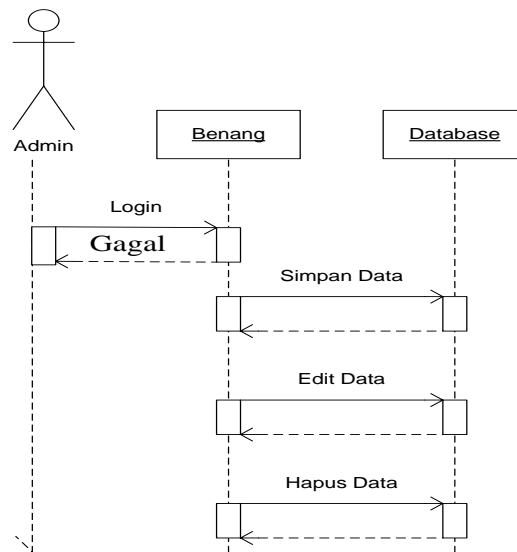 Admin
Benang
Database
Login
Gagal
Simpan Data
Edit Data
Hapus Data